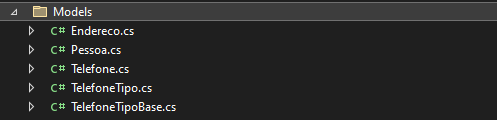 Models
C# Endereco.cs
C# Pessoa.cs
C# Telefone.cs
C# TelefoneTipo.cs
C# TelefoneTipoBase.cs